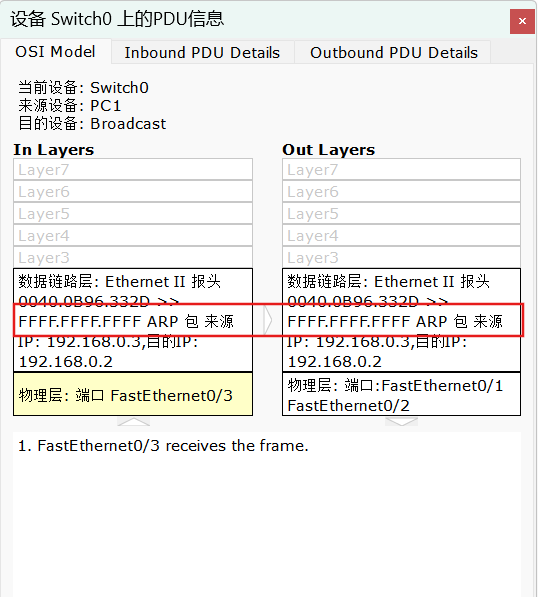 设备 Switch0 上的PDU信息
×
OSI Model Inbound PDU Details Outbound PDU Details
当前设备: Switch0
来源设备: PC1
目的设备: Broadcast
In Layers
Layer7
Layer6
Layer5
Layer4
Layer3
数据链路层: Ethernet II 报头
0040.0B96.332D >>
FFFF.FFFF.FFFF ARP 包 来源
IP: 192.168.0.3,目的IP:
192.168.0.2
物理层: 端口 FastEthernet0/3
Out Layers
Layer7
Layer6
Layer5
Layer4
Layer3
数据链路层: Ethernet II 报头
0040.0B96.332D >>
FFFF.FFFF.FFFF ARP 包 来源
IP: 192.168.0.3,目的IP:
192.168.0.2
物理层: 端口:FastEthernet0/1
FastEthernet0/2
1. FastEthernet0/3 receives the frame.